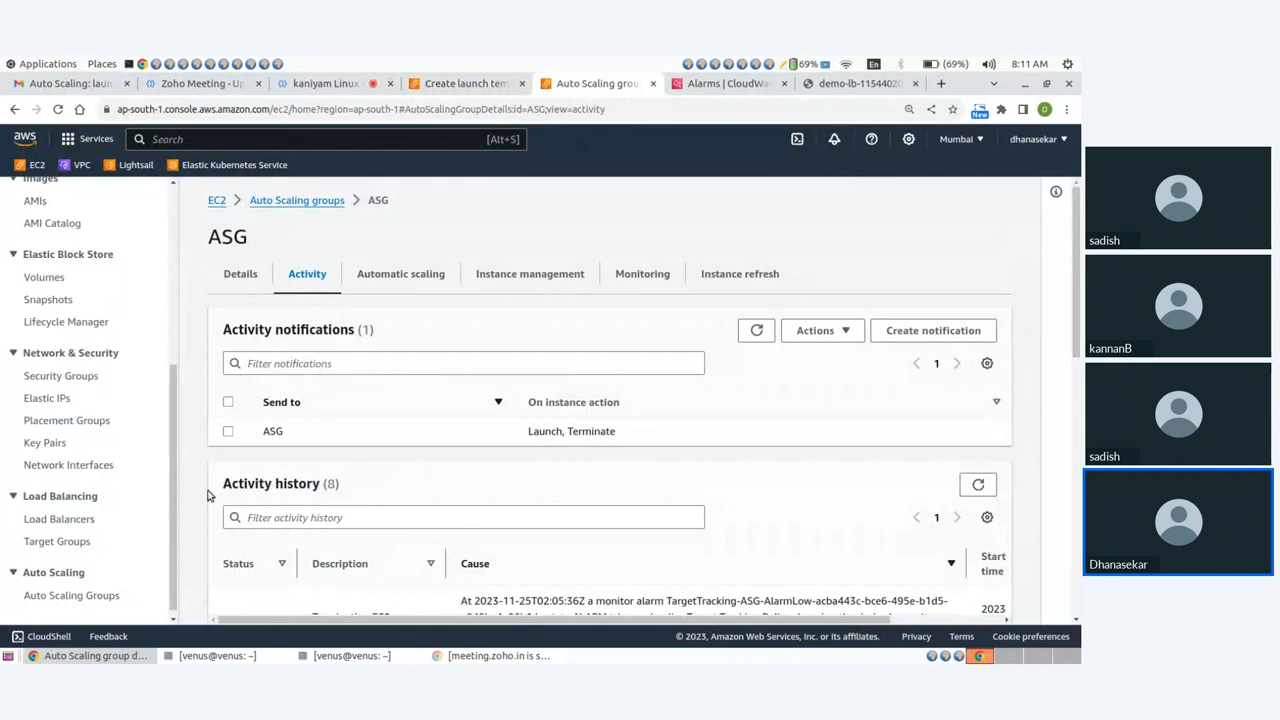 Applications Places 69% En (69%) 8:11 AM
Auto Scaling: laun Zoho Meeting - Up kaniyam Linux Create launch tem Auto Scaling grou Alarms | CloudWa demo-lb-11544020
ap-south-1.console.aws.amazon.com/ec2/home?region=ap-south-1#AutoScalingGroupDetails:id=ASG;view=activity New D
aws Services Search [Alt+S] Mumbai dhanasekar
EC2 VPC Lightsail Elastic Kubernetes Service
Images
AMIs
AMI Catalog
Elastic Block Store
Volumes
Snapshots
Lifecycle Manager
Network & Security
Security Groups
Elastic IPs
Placement Groups
Key Pairs
Network Interfaces
Load Balancing
Load Balancers
Target Groups
Auto Scaling
Auto Scaling Groups
EC2 > Auto Scaling groups > ASG
ASG
Details Activity Automatic scaling Instance management Monitoring Instance refresh
Activity notifications (1) Actions Create notification
Filter notifications 1
Send to On instance action
ASG Launch, Terminate
Activity history (8)
Filter activity history 1
Status Description Cause Start time
At 2023-11-25T02:05:36Z a monitor alarm TargetTracking-ASG-AlarmLow-acba443c-bce6-495e-b1d5-
2023
CloudShell Feedback © 2023, Amazon Web Services, Inc. or its affiliates. Privacy Terms Cookie preferences
Auto Scaling group d... [venus@venus: ~] [venus@venus: ~] [meeting.zoho.in is s...
sadish
kannanB
sadish
Dhanasekar